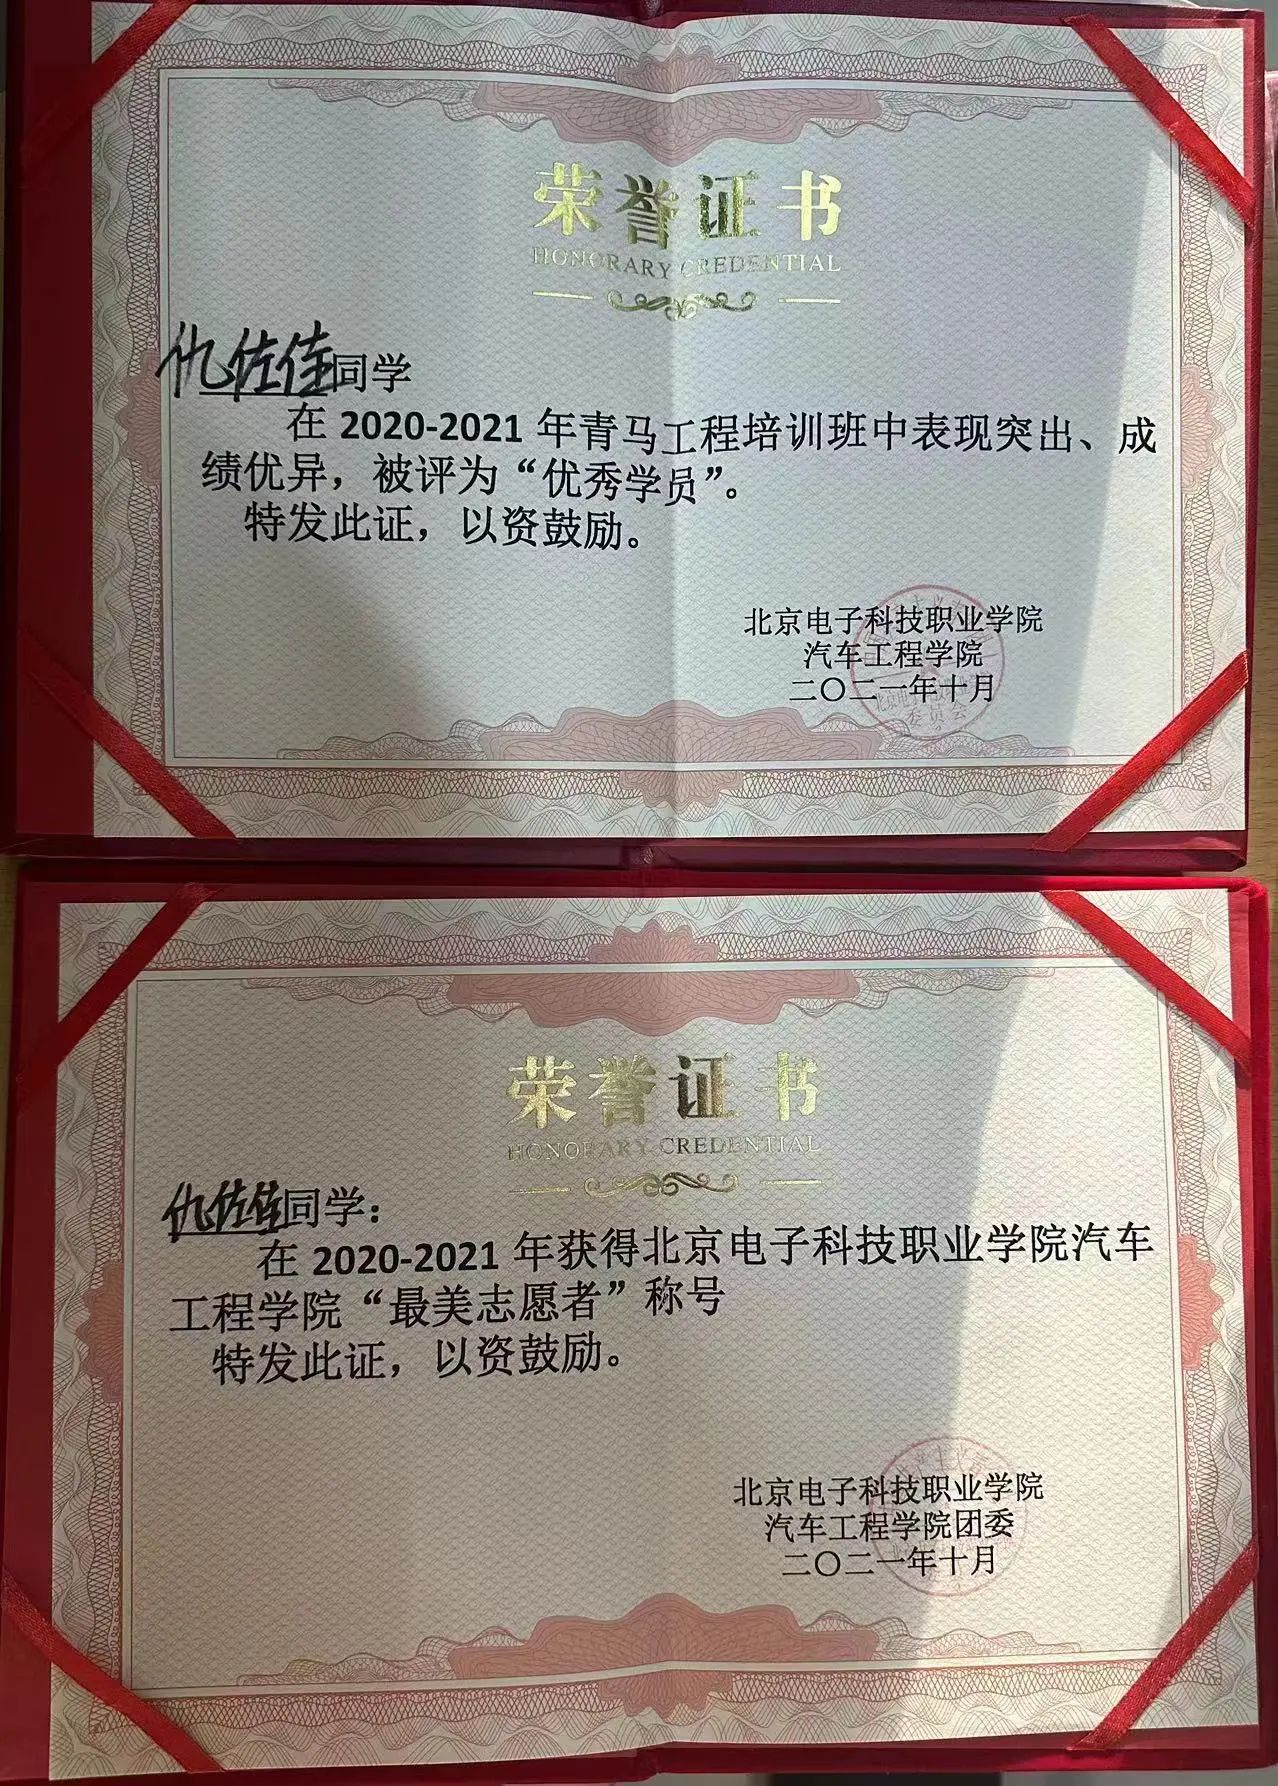 荣誉证书
HONORARY CREDENTIAL
仇佐佳同学
在 2020-2021 年青马工程培训班中表现突出、成
绩优异，被评为“优秀学员”。
特发此证，以资鼓励。
北京电子科技职业学院
汽车工程学院
二〇二一年十月
委员会
荣誉证书
HONORARY CREDENTIAL
仇佐佳同学：
在 2020-2021 年获得北京电子科技职业学院汽车
工程学院“最美志愿者”称号
特发此证，以资鼓励。
北京电子科技职业学院
汽车工程学院团委
二〇二一年十月